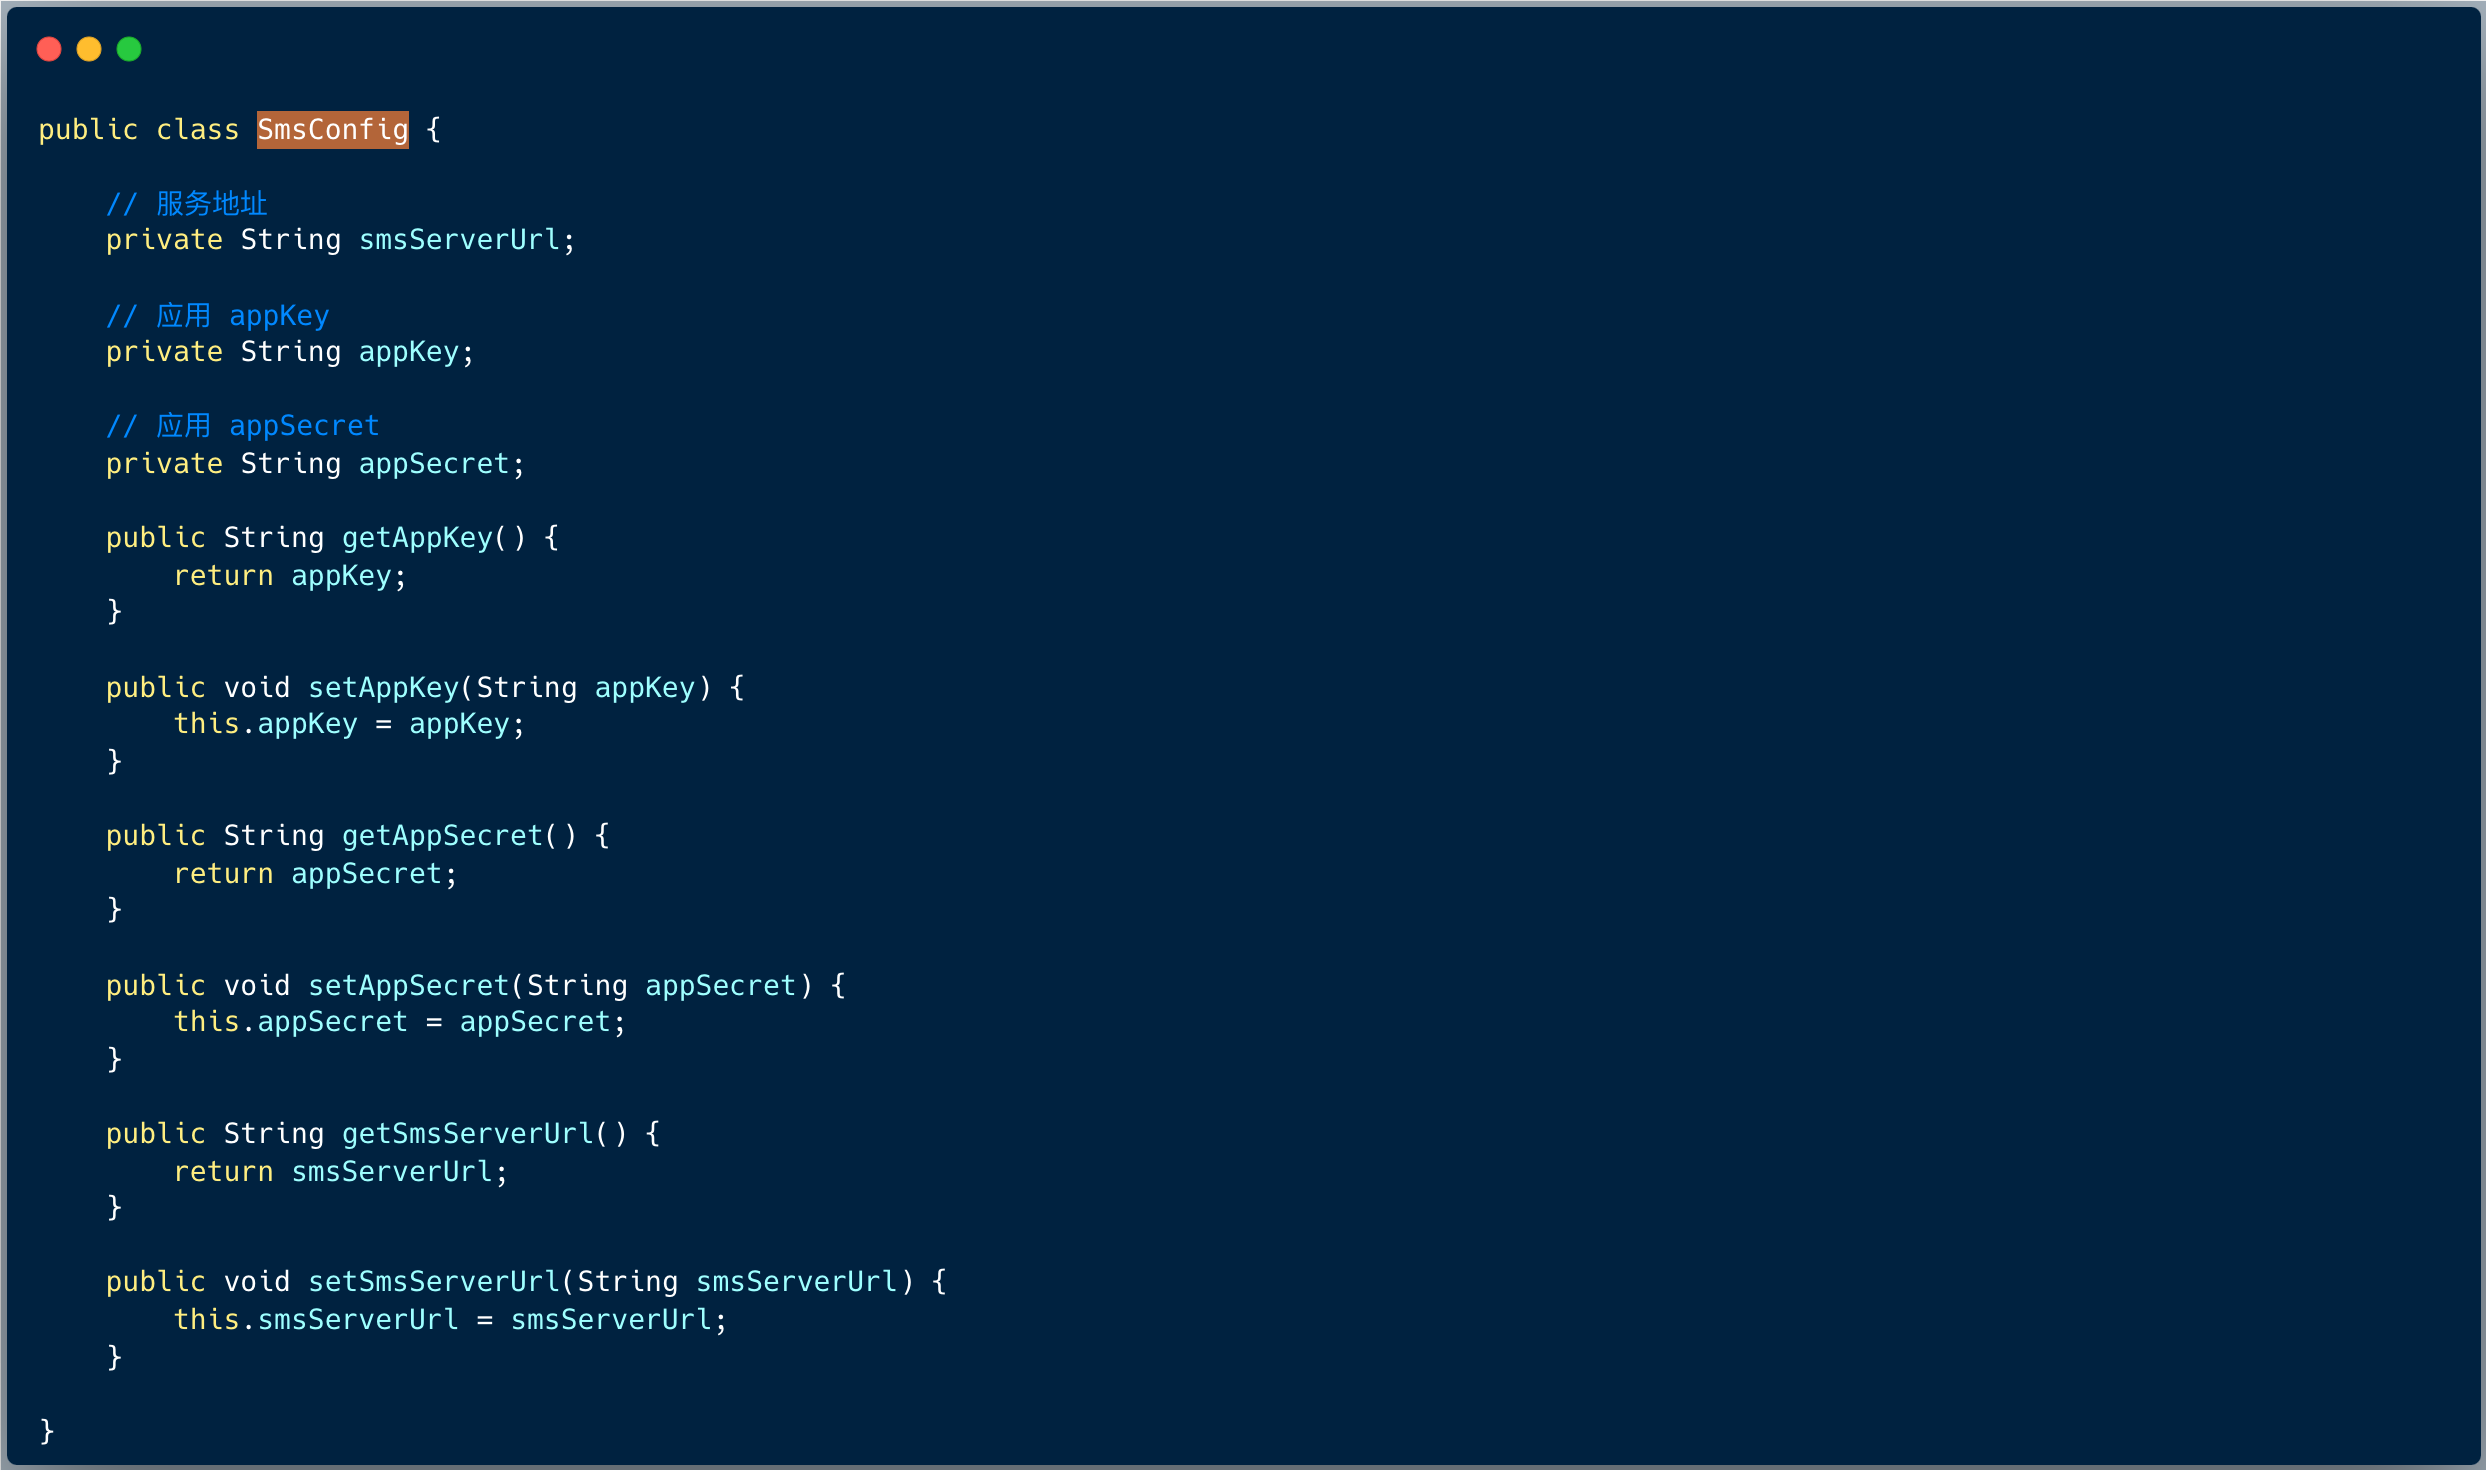 public class SmsConfig {
    // 服务地址
    private String smsServerUrl;
    // 应用 appKey
    private String appKey;
    // 应用 appSecret
    private String appSecret;
    public String getAppKey() {
        return appKey;
    }
    public void setAppKey(String appKey) {
        this.appKey = appKey;
    }
    public String getAppSecret() {
        return appSecret;
    }
    public void setAppSecret(String appSecret) {
        this.appSecret = appSecret;
    }
    public String getSmsServerUrl() {
        return smsServerUrl;
    }
    public void setSmsServerUrl(String smsServerUrl) {
        this.smsServerUrl = smsServerUrl;
    }
}